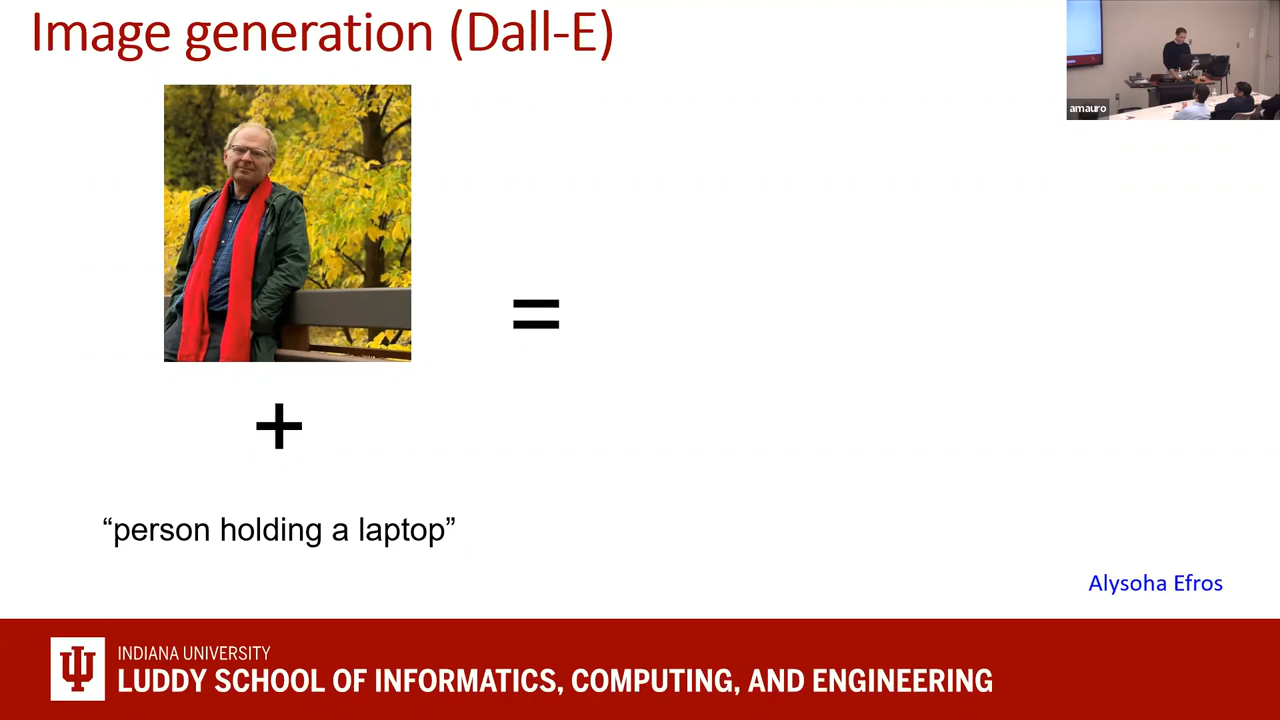 Image generation (Dall-E)
amauro
=
+
“person holding a laptop”
Alysoha Efros
INDIANA UNIVERSITY
LUDDY SCHOOL OF INFORMATICS, COMPUTING, AND ENGINEERING